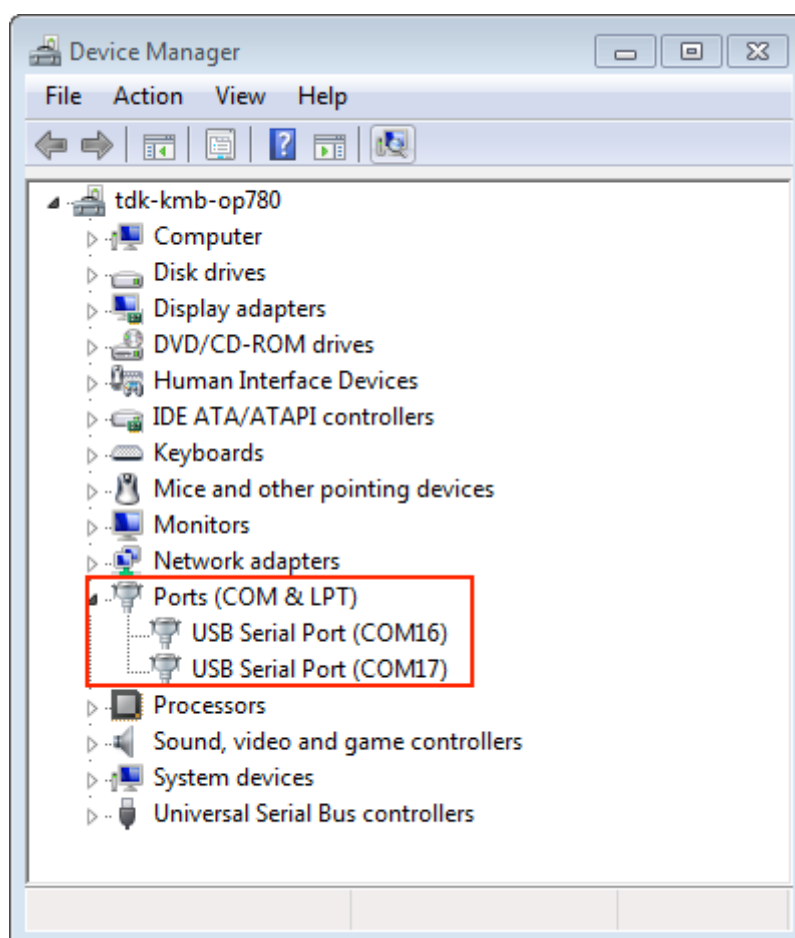 Device Manager
File Action View Help
?
tdk-kmb-op780
Computer
Disk drives
Display adapters
DVD/CD-ROM drives
Human Interface Devices
IDE ATA/ATAPI controllers
Keyboards
Mice and other pointing devices
Monitors
Network adapters
Ports (COM & LPT)
USB Serial Port (COM16)
USB Serial Port (COM17)
Processors
Sound, video and game controllers
System devices
Universal Serial Bus controllers